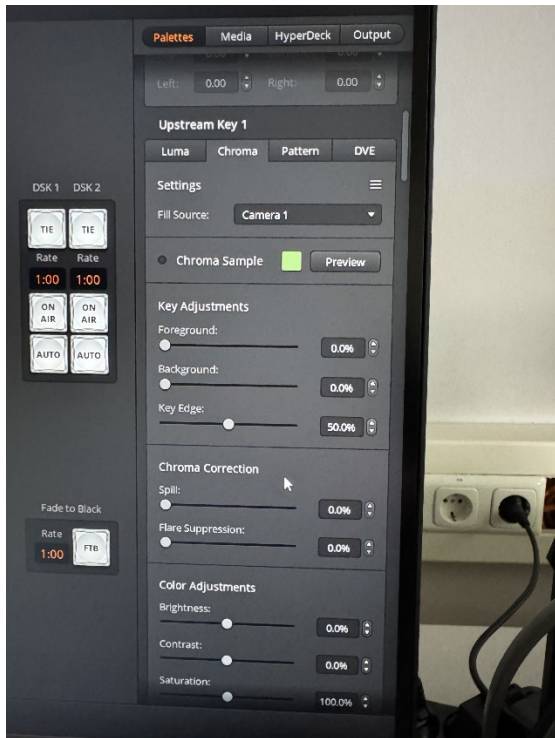 Palettes Media HyperDeck Output
Left: 0.00 Right: 0.00
Upstream Key 1
Luma Chroma Pattern DVE
Settings
Fill Source: Camera 1
Chroma Sample Preview
Key Adjustments
Foreground:
0.0%
Background:
0.0%
Key Edge:
50.0%
Chroma Correction
Spill:
0.0%
Flare Suppression:
0.0%
Color Adjustments
Brightness:
0.0%
Contrast:
0.0%
Saturation:
100.0%
DSK 1 DSK 2
TIE TIE
Rate Rate
1:00 1:00
ON ON
AIR AIR
AUTO AUTO
Fade to Black
Rate
1:00 FTB